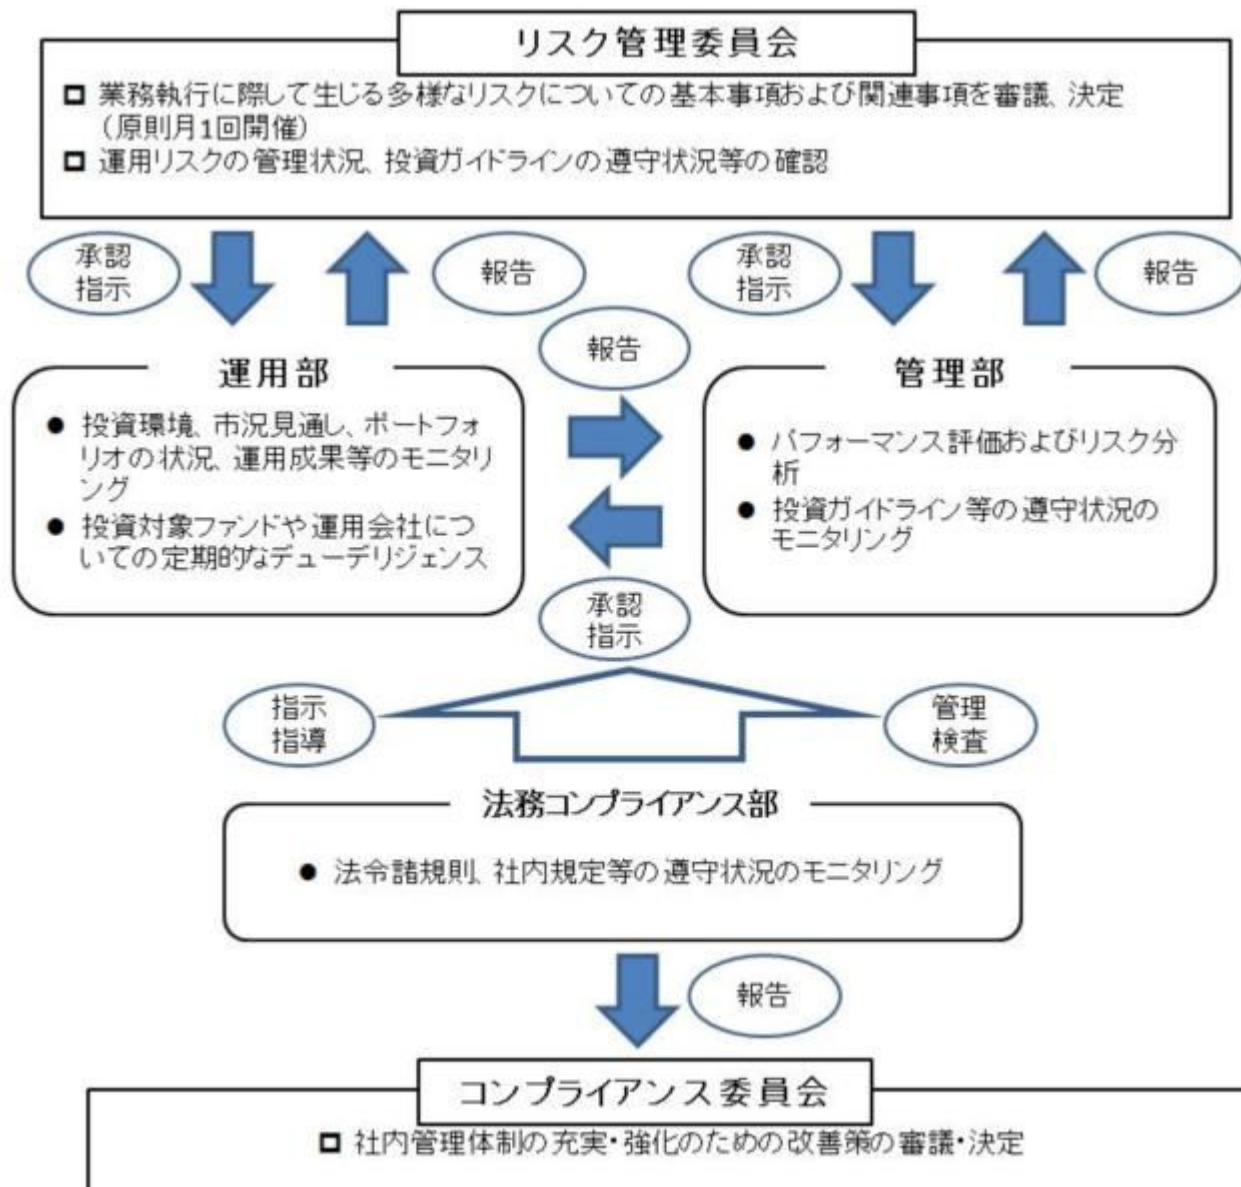 リスク管理委員会
業務執行に際して生じる多様なリスクについての基本事項および関連事項を審議、決定
（原則月1回開催）
運用リスクの管理状況、投資ガイドラインの遵守状況等の確認
承認
指示
報告
承認
指示
報告
報告
運用部
投資環境、市況見通し、ポートフォ
リオの状況、運用成果等のモニタリ
ング
投資対象ファンドや運用会社につ
いての定期的なデューデリジェンス
管理部
パフォーマンス評価およびリスク分
析
投資ガイドライン等の遵守状況の
モニタリング
承認
指示
指示
指導
管理
検査
法務コンプライアンス部
法令諸規則、社内規定等の遵守状況のモニタリング
報告
コンプライアンス委員会
社内管理体制の充実・強化のための改善策の審議・決定